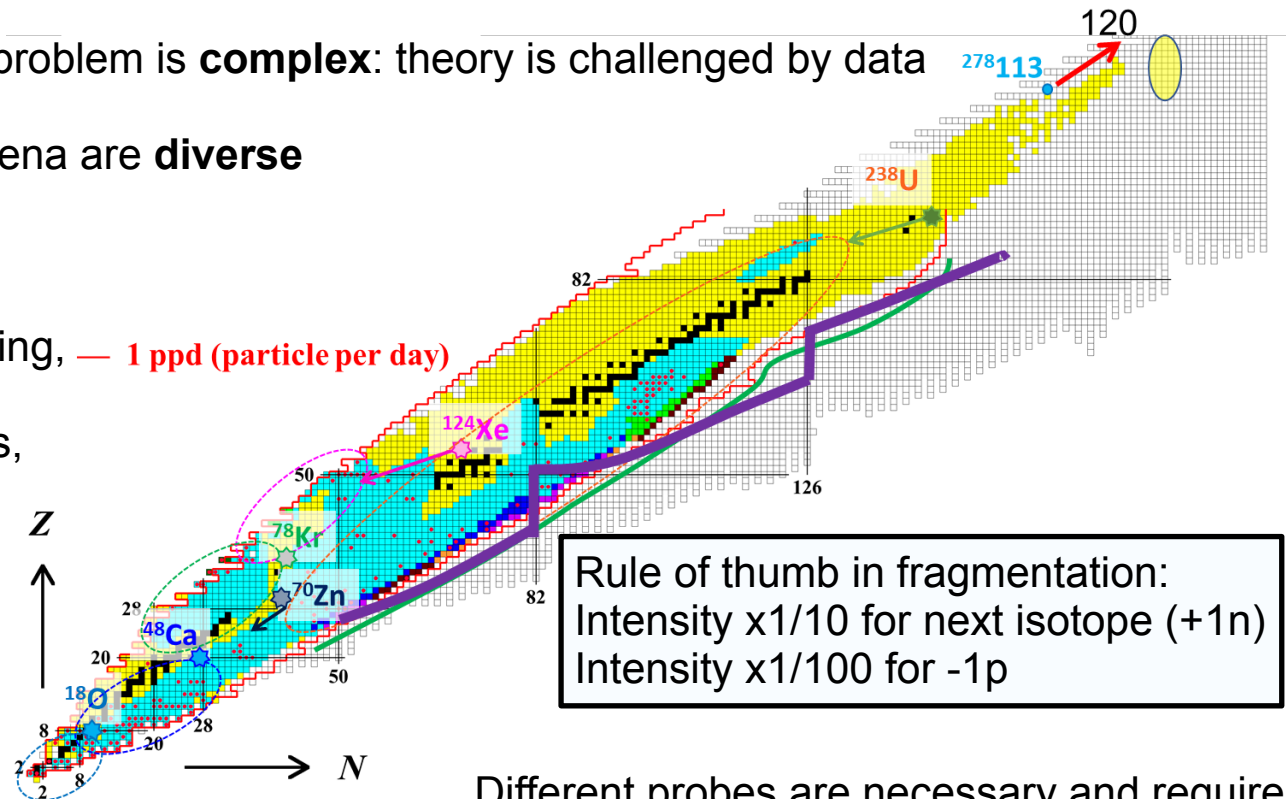 120
problem is complex: theory is challenged by data
²⁷⁸113
ena are diverse
²³⁸U
82
ing,
— 1 ppd (particle per day)
s,
¹²⁴Xe
50
126
Z
⁷⁸Kr
82
⁷⁰Zn
28
⁴⁸Ca
20
50
Rule of thumb in fragmentation:
Intensity x1/10 for next isotope (+1n)
Intensity x1/100 for -1p
¹⁸O
28
8
20
2
8
2
N
Different probes are necessary and require